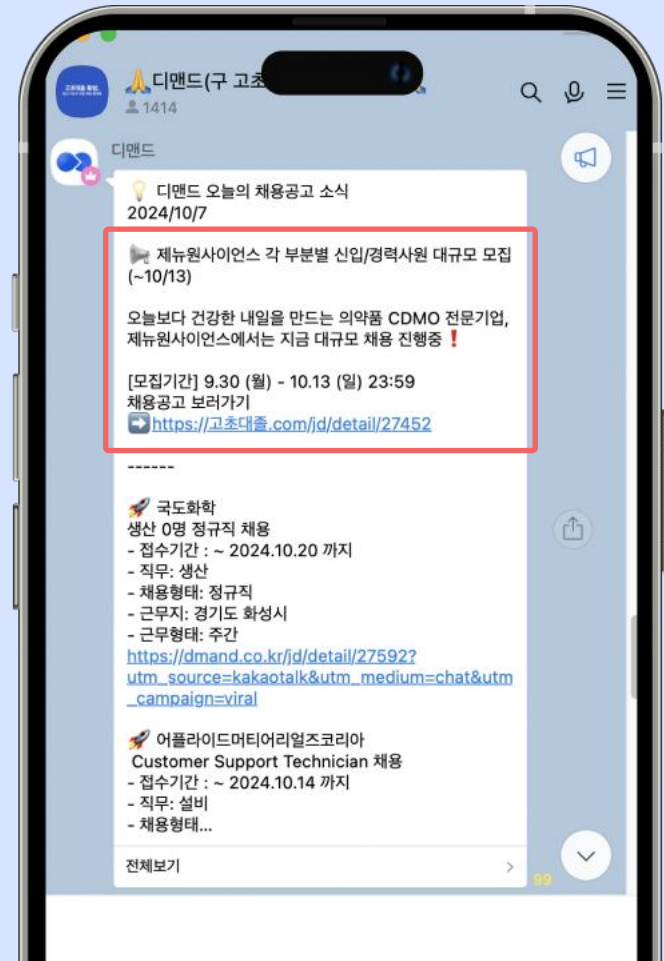 🙏디맨드(구 고초
1414
디맨드
💡 디맨드 오늘의 채용공고 소식
2024/10/7
📢 제뉴원사이언스 각 부분별 신입/경력사원 대규모 모집
(~10/13)
오늘보다 건강한 내일을 만드는 의약품 CDMO 전문기업,
제뉴원사이언스에서는 지금 대규모 채용 진행중❗
[모집기간] 9.30 (월) - 10.13 (일) 23:59
채용공고 보러가기
➡️https://고초대졸.com/jd/detail/27452
------
🚀 국도화학
생산 0명 정규직 채용
- 접수기간 : ~ 2024.10.20 까지
- 직무: 생산
- 채용형태: 정규직
- 근무지: 경기도 화성시
- 근무형태: 주간
https://dmand.co.kr/jd/detail/27592?
utm_source=kakaotalk&utm_medium=chat&utm
_campaign=viral
🚀 어플라이드머티어리얼즈코리아
Customer Support Technician 채용
- 접수기간 : ~ 2024.10.14 까지
- 직무: 설비
- 채용형태...
전체보기
99